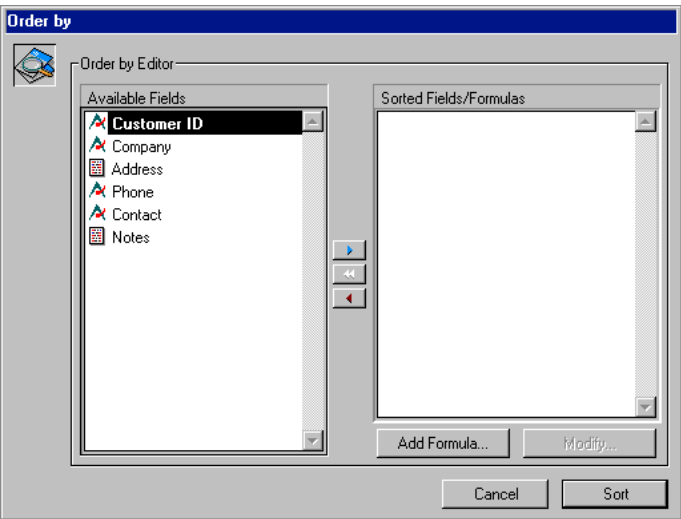 Order by
Order by Editor
Available Fields
Customer ID
Company
Address
Phone
Contact
Notes
Sorted Fields/Formulas
Add Formula...
Modify...
Cancel
Sort